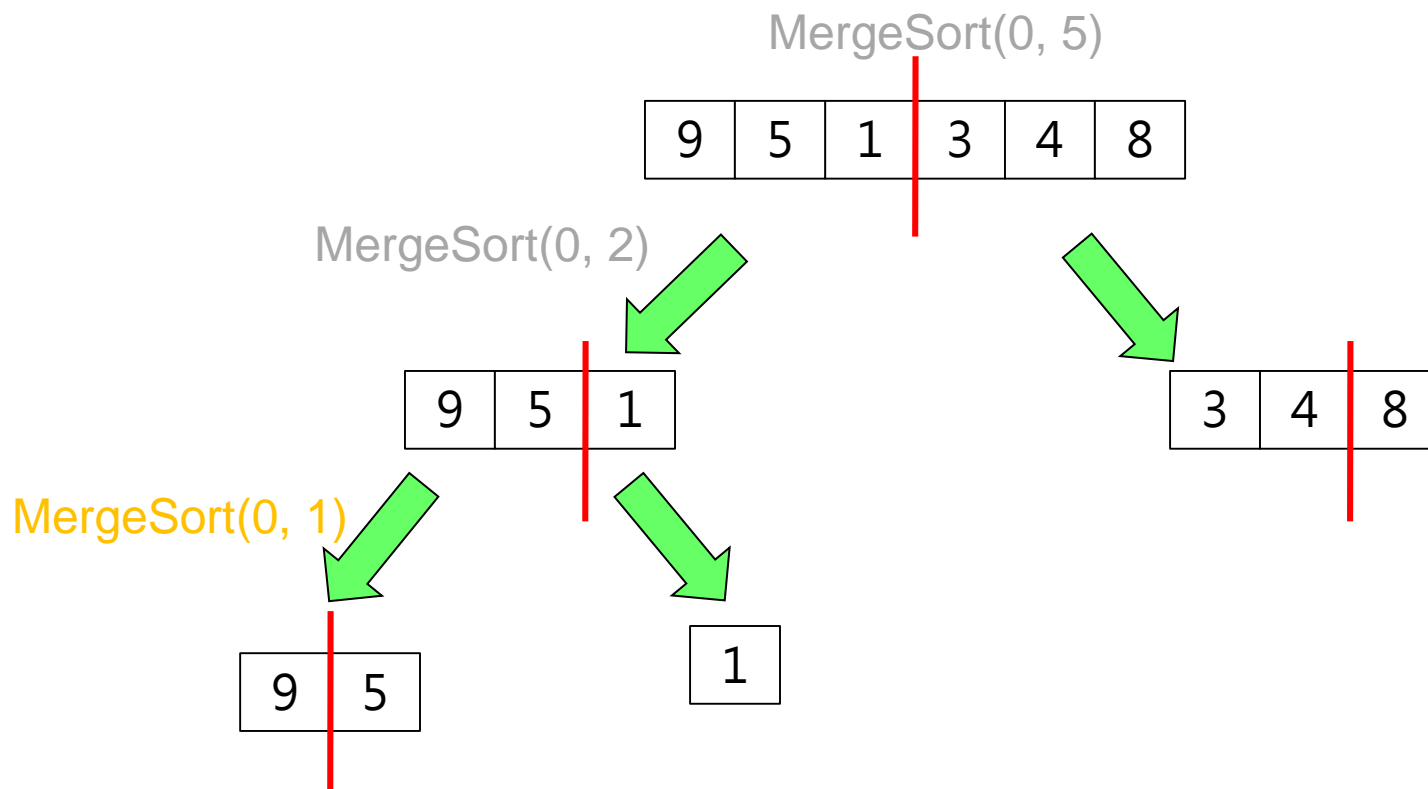 MergeSort(0, 5)
9 5 1 3 4 8
MergeSort(0, 2)
9 5 1
3 4 8
MergeSort(0, 1)
9 5
1